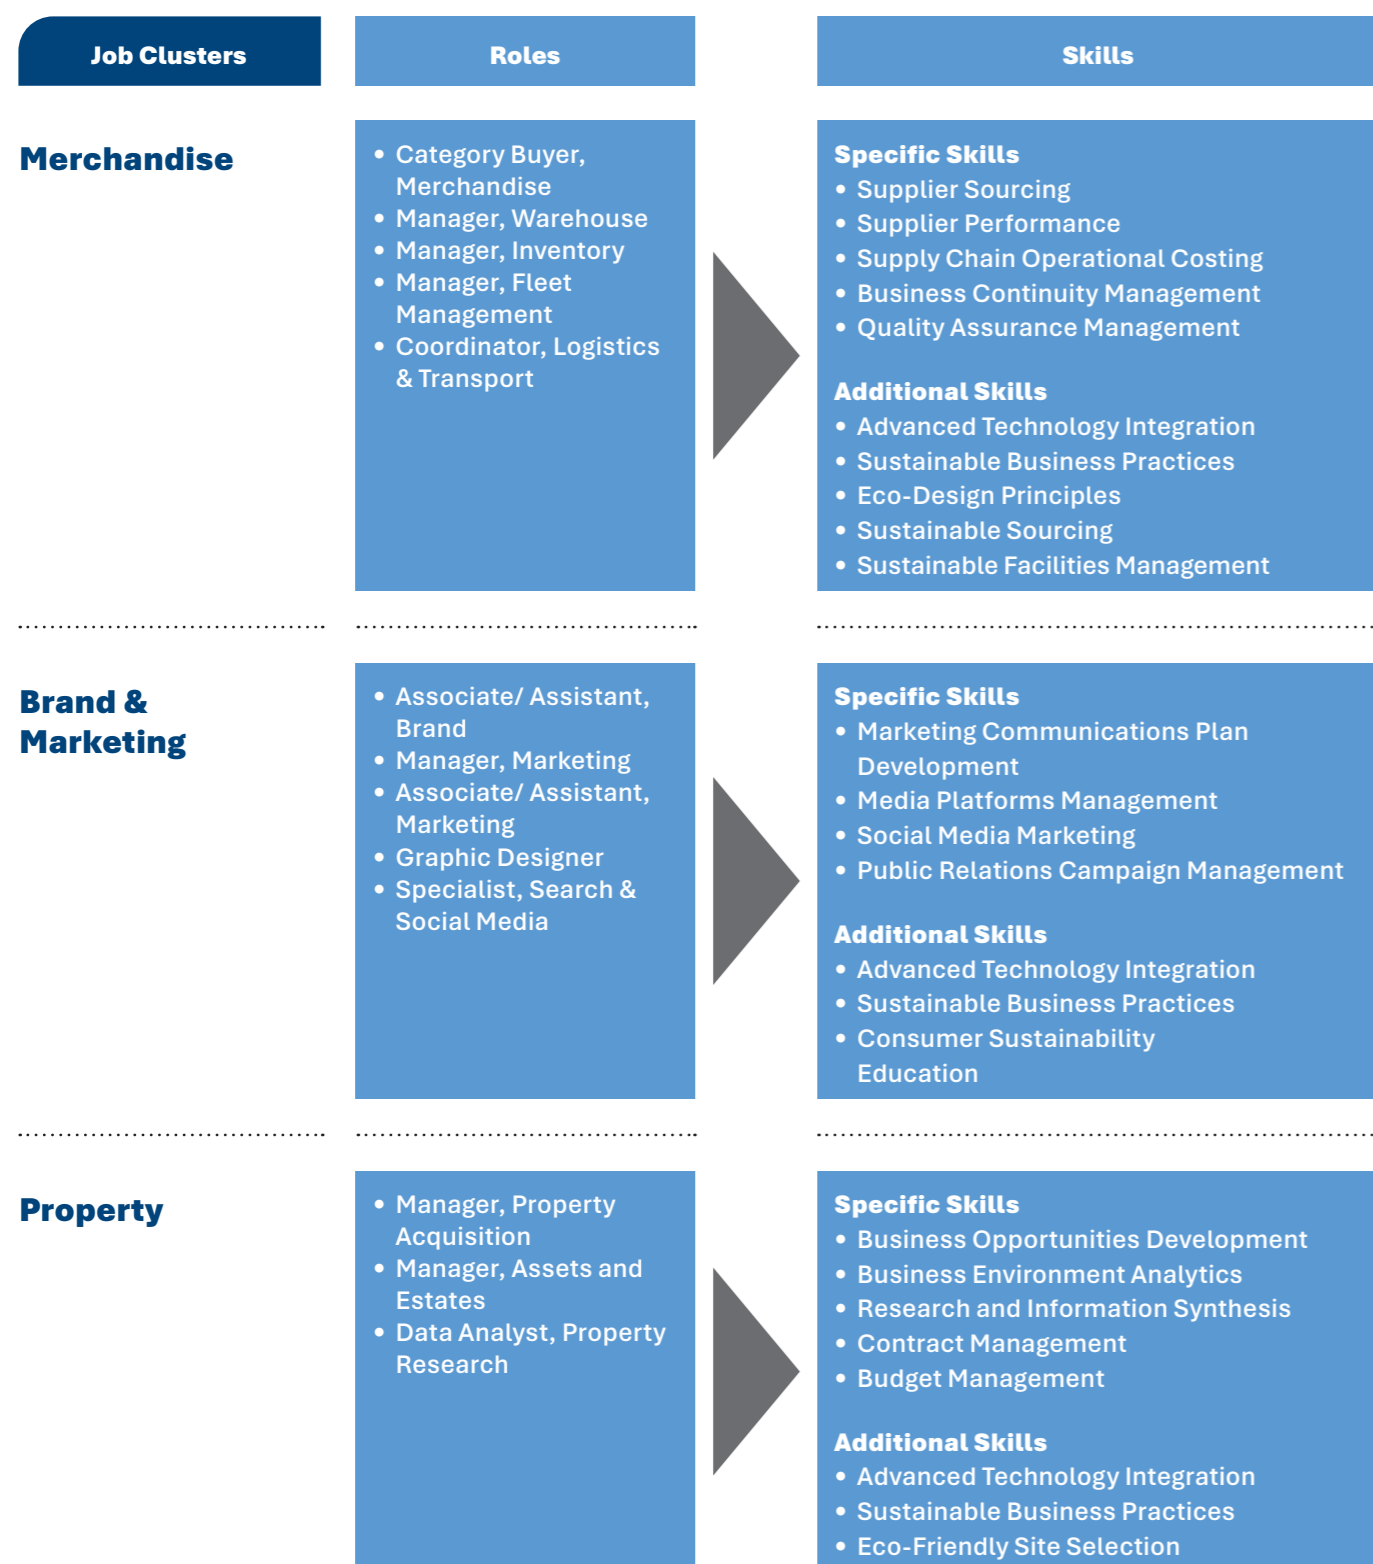 Job Clusters
Roles
Skills
Merchandise
• Category Buyer,
Merchandise
• Manager, Warehouse
• Manager, Inventory
• Manager, Fleet
Management
• Coordinator, Logistics
& Transport
Specific Skills
• Supplier Sourcing
• Supplier Performance
• Supply Chain Operational Costing
• Business Continuity Management
• Quality Assurance Management
Additional Skills
• Advanced Technology Integration
• Sustainable Business Practices
• Eco-Design Principles
• Sustainable Sourcing
• Sustainable Facilities Management
Brand &
Marketing
• Associate/ Assistant,
Brand
• Manager, Marketing
• Associate/ Assistant,
Marketing
• Graphic Designer
• Specialist, Search &
Social Media
Specific Skills
• Marketing Communications Plan
Development
• Media Platforms Management
• Social Media Marketing
• Public Relations Campaign Management
Additional Skills
• Advanced Technology Integration
• Sustainable Business Practices
• Consumer Sustainability
Education
Property
• Manager, Property
Acquisition
• Manager, Assets and
Estates
• Data Analyst, Property
Research
Specific Skills
• Business Opportunities Development
• Business Environment Analytics
• Research and Information Synthesis
• Contract Management
• Budget Management
Additional Skills
• Advanced Technology Integration
• Sustainable Business Practices
• Eco-Friendly Site Selection